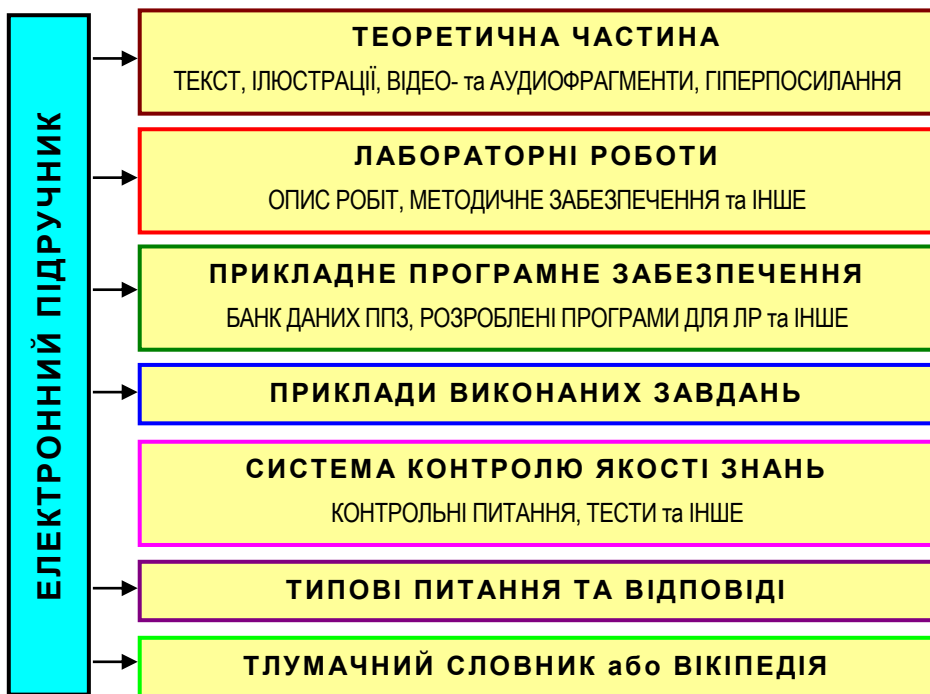 ЕЛЕКТРОННИЙ ПІДРУЧНИК
ТЕОРЕТИЧНА ЧАСТИНА
ТЕКСТ, ІЛЮСТРАЦІЇ, ВІДЕО- та АУДИОФРАГМЕНТИ, ГІПЕРПОСИЛАННЯ
ЛАБОРАТОРНІ РОБОТИ
ОПИС РОБІТ, МЕТОДИЧНЕ ЗАБЕЗПЕЧЕННЯ та ІНШЕ
ПРИКЛАДНЕ ПРОГРАМНЕ ЗАБЕЗПЕЧЕННЯ
БАНК ДАНИХ ППЗ, РОЗРОБЛЕНІ ПРОГРАМИ ДЛЯ ЛР та ІНШЕ
ПРИКЛАДИ ВИКОНАНИХ ЗАВДАНЬ
СИСТЕМА КОНТРОЛЮ ЯКОСТІ ЗНАНЬ
КОНТРОЛЬНІ ПИТАННЯ, ТЕСТИ та ІНШЕ
ТИПОВІ ПИТАННЯ ТА ВІДПОВІДІ
ТЛУМАЧНИЙ СЛОВНИК або ВІКІПЕДІЯ